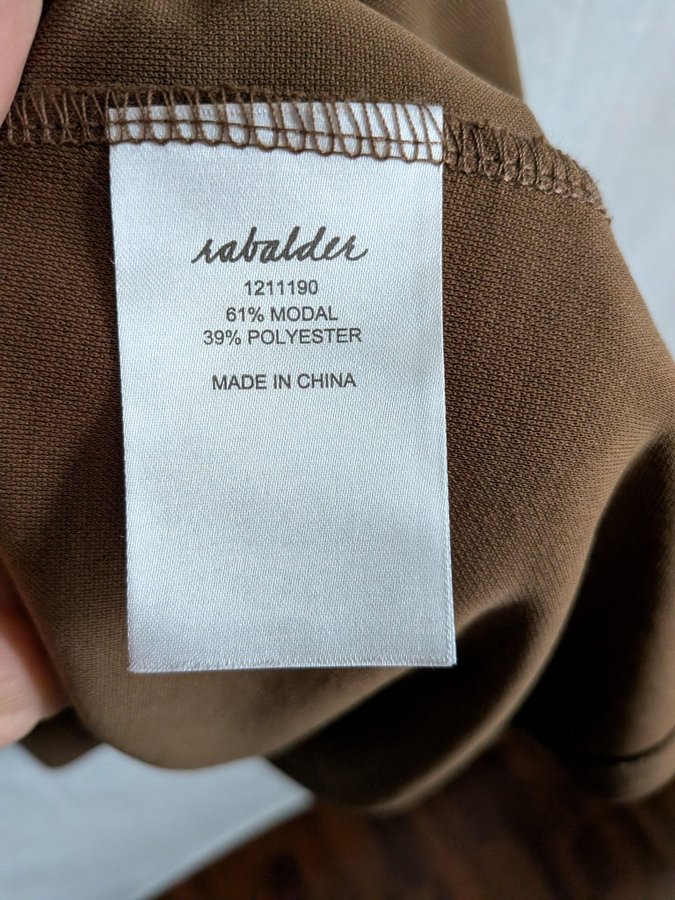 rabalder
1211190
61% MODAL
39% POLYESTER
MADE IN CHINA